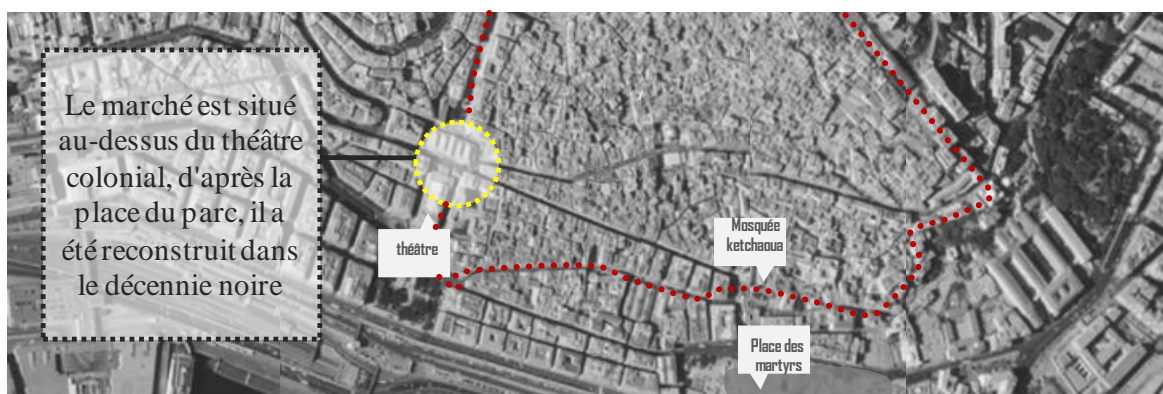 Le marché est situé
au-dessus du théâtre
colonial, d'après la
place du parc, il a
été reconstruit dans
le décennie noire
théâtre
Mosquée
ketchaoua
Place des
martyrs